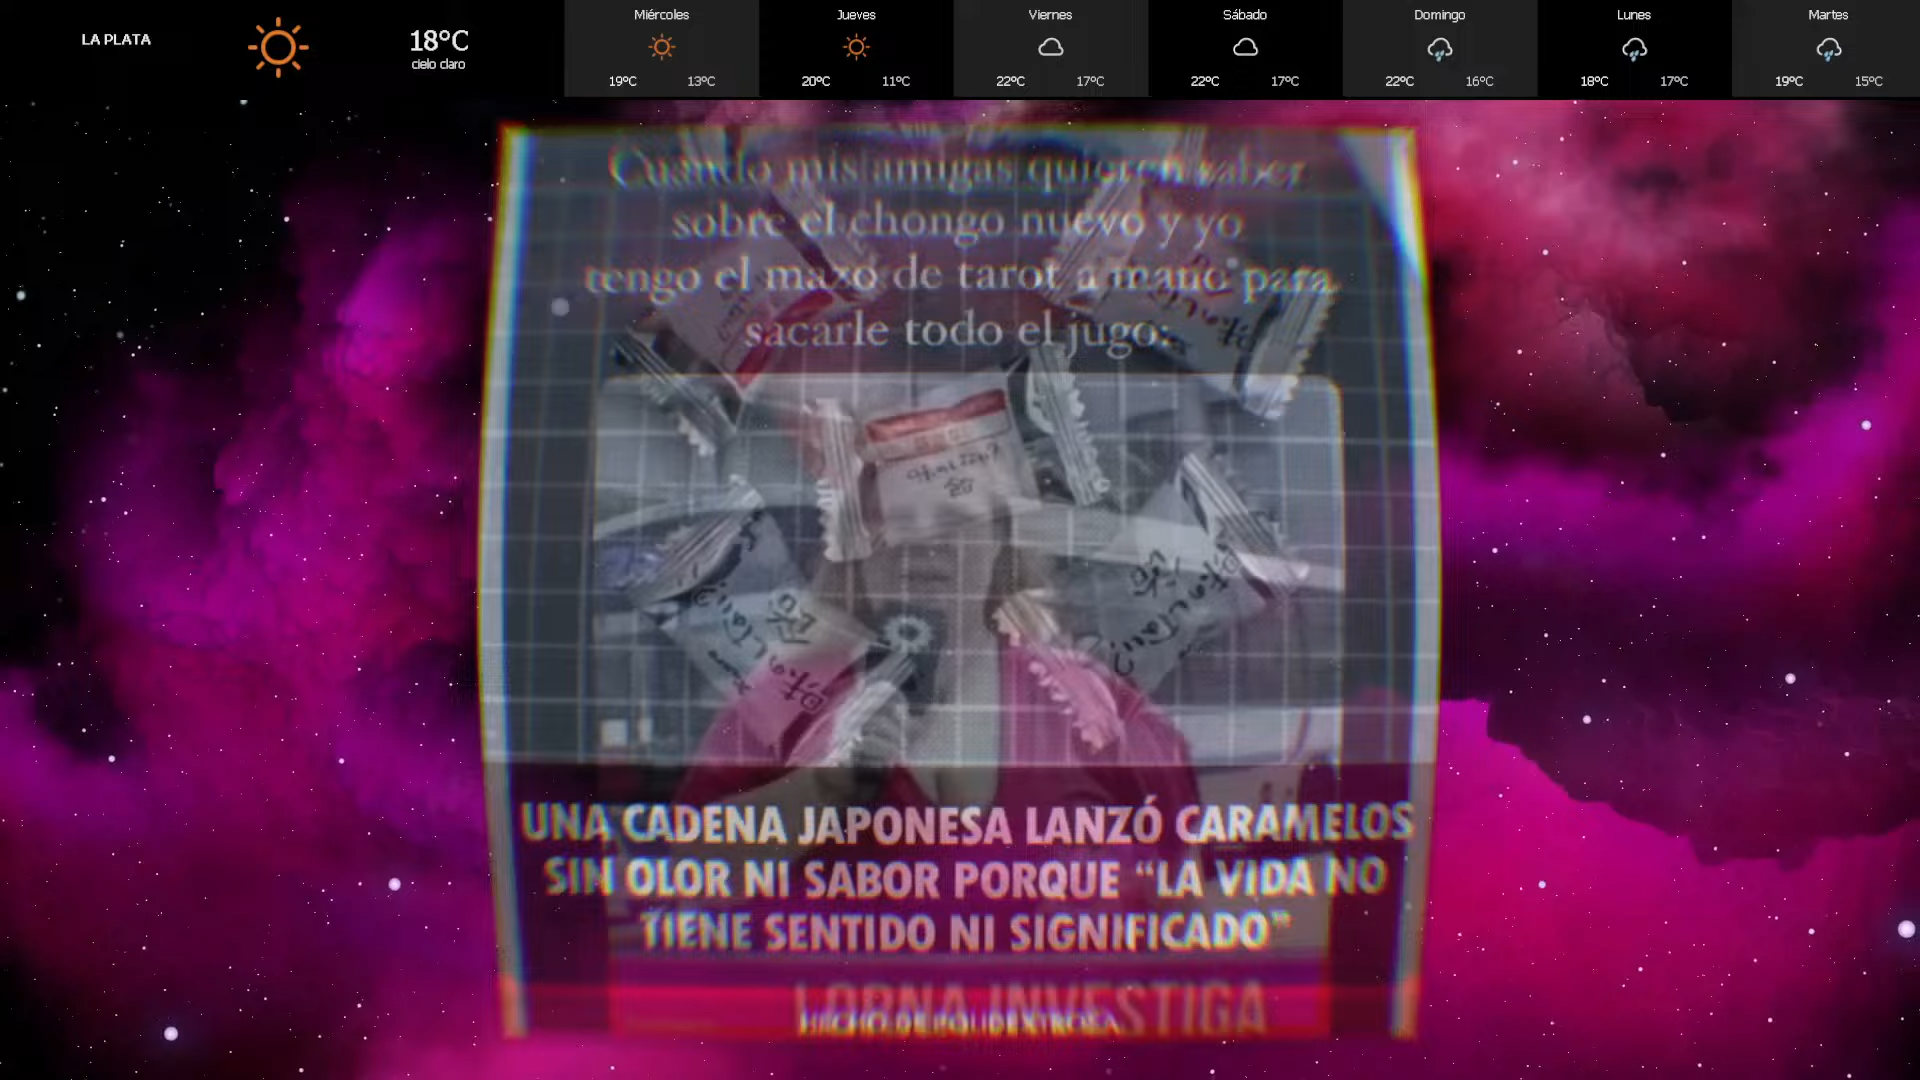 LA PLATA
18°C
cielo claro
Miércoles
19°C 13°C
Jueves
20°C 11°C
Viernes
22°C 17°C
Sábado
22°C 17°C
Domingo
22°C 16°C
Lunes
18°C 17°C
Martes
19°C 15°C
Cuando mis amigas quieren saber
sobre el chongo nuevo y yo
tengo el mazo de tarot a mano para
sacarle todo el jugo:
UNA CADENA JAPONESA LANZÓ CARAMELOS
SIN OLOR NI SABOR PORQUE “LA VIDA NO
TIENE SENTIDO NI SIGNIFICADO”
LORNA INVESTIGA
HECHO DE POLIDEXTROSA